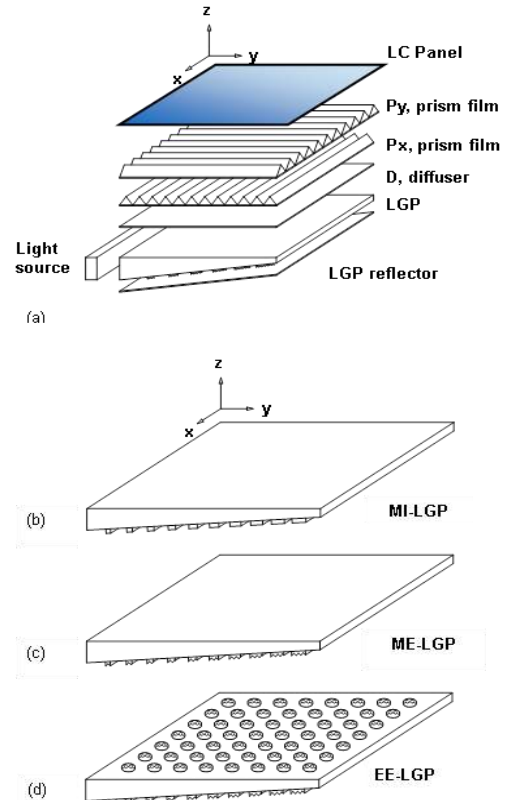 z
y
x
LC Panel
Py, prism film
Px, prism film
D, diffuser
LGP
Light
source
LGP reflector
(a)
z
y
x
(b)
MI-LGP
(c)
ME-LGP
(d)
EE-LGP